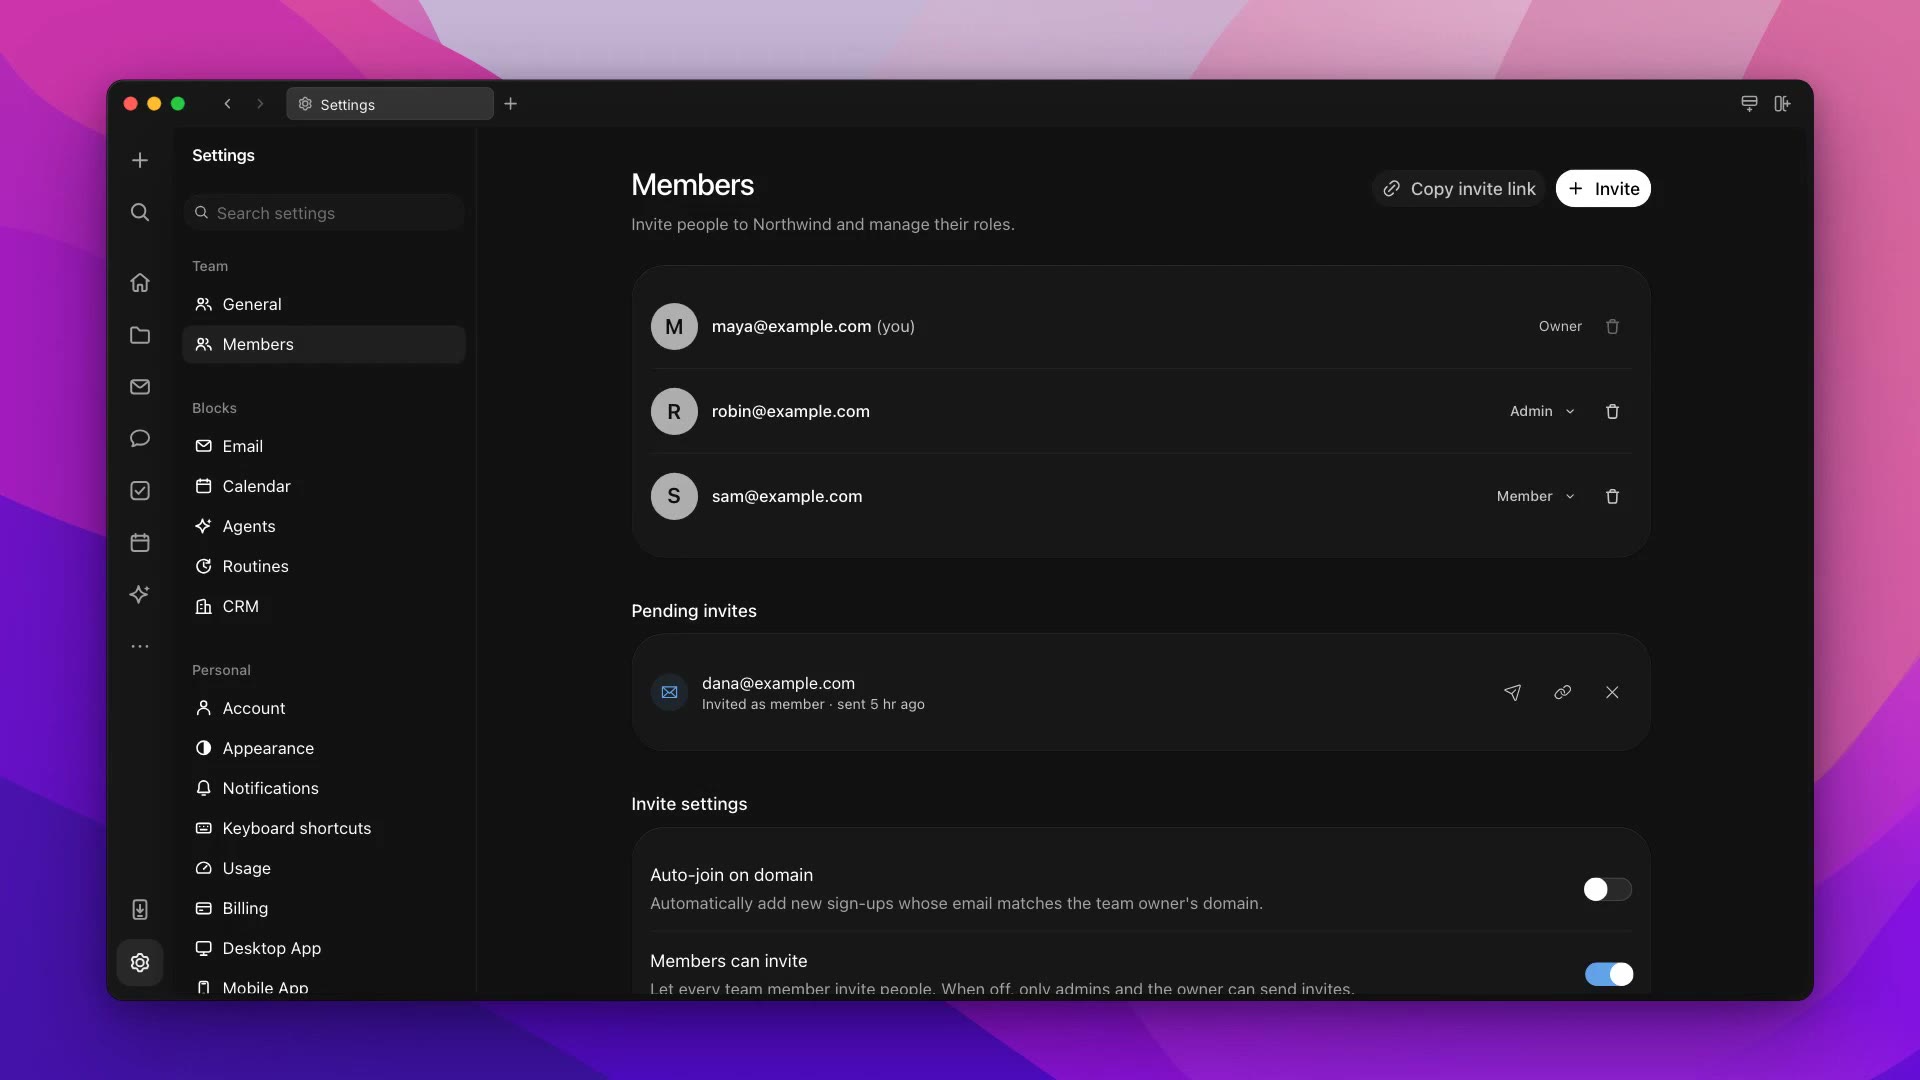 Settings
Settings
Search settings
Team
General
Members
Blocks
Email
Calendar
Agents
Routines
CRM
Personal
Account
Appearance
Notifications
Keyboard shortcuts
Usage
Billing
Desktop App
Mobile App
Members
Invite people to Northwind and manage their roles.
Copy invite link
Invite
M
maya@example.com (you)
Owner
R
robin@example.com
Admin
S
sam@example.com
Member
Pending invites
dana@example.com
Invited as member · sent 5 hr ago
Invite settings
Auto-join on domain
Automatically add new sign-ups whose email matches the team owner's domain.
Members can invite
Let every team member invite people. When off, only admins and the owner can send invites.